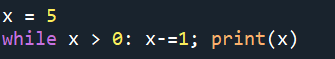 x = 5
while x > 0: x-=1; print(x)